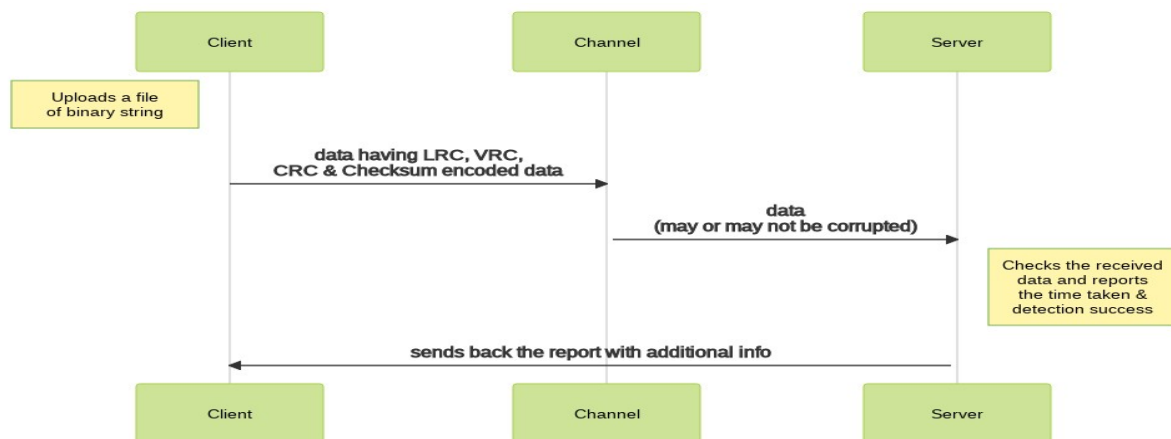 Client
Channel
Server
Uploads a file
of binary string
data having LRC, VRC,
CRC & Checksum encoded data
data
(may or may not be corrupted)
Checks the received
data and reports
the time taken &
detection success
sends back the report with additional info
Client
Channel
Server